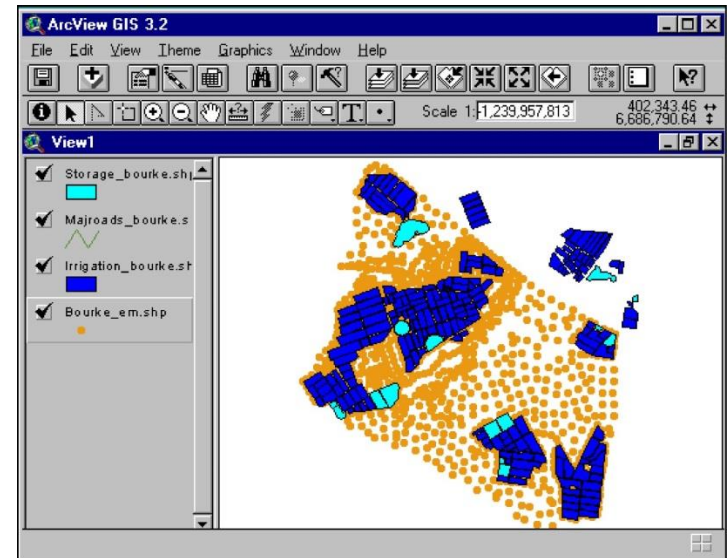 ArcView GIS 3.2
File Edit View Theme Graphics Window Help
Scale 1: -1,239,957,813
402,343.46
6,686,790.64
View1
Storage_bourke.shp
Majroads_bourke.s
Irrigation_bourke.sh
Bourke_em.shp